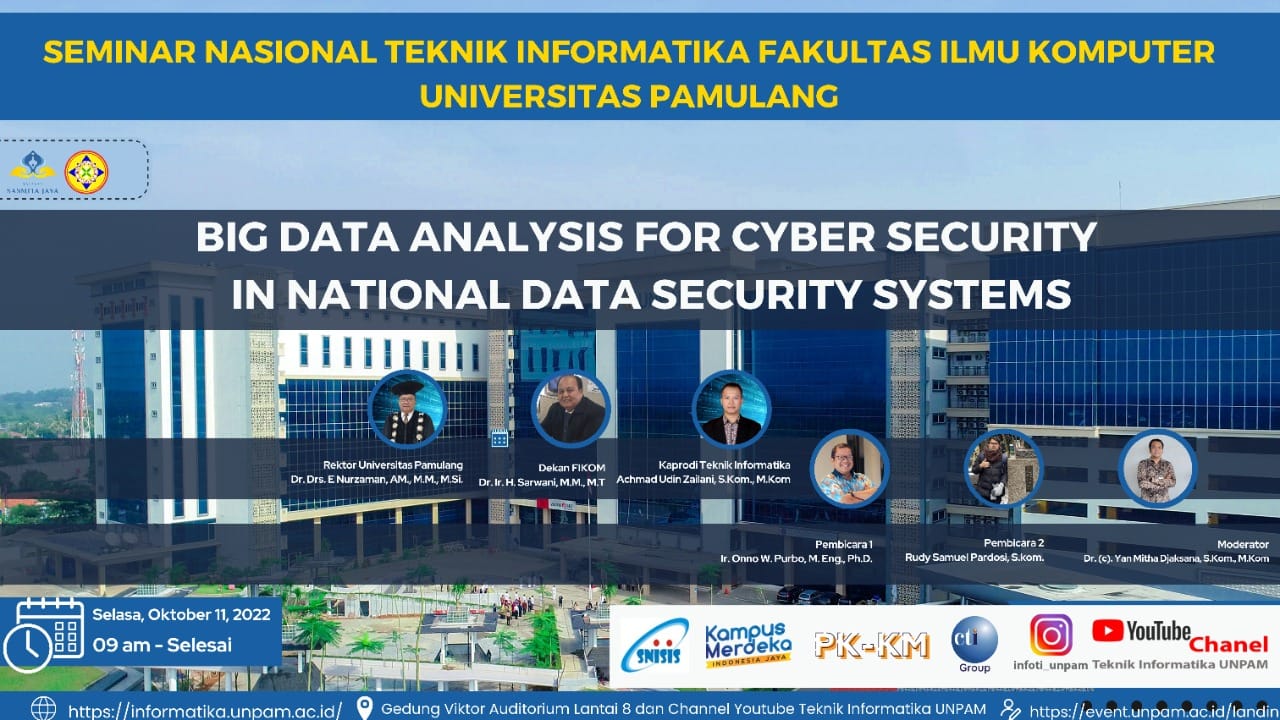 SEMINAR NASIONAL TEKNIK INFORMATIKA FAKULTAS ILMU KOMPUTER
UNIVERSITAS PAMULANG
SASMITA JAYA
BIG DATA ANALYSIS FOR CYBER SECURITY
IN NATIONAL DATA SECURITY SYSTEMS
Rektor Universitas Pamulang
Dr. Drs. E Nurzaman, AM., M.M., M.Si.
Dekan FIKOM
Dr. Ir. H. Sarwani, M.M., M.T
Kaprodi Teknik Informatika
Achmad Udin Zailani, S.Kom., M.Kom
Pembicara 1
Ir. Onno W. Purbo, M. Eng., Ph.D.
Pembicara 2
Rudy Samuel Pardosi, S.kom.
Moderator
Dr. (c). Yan Mitha Djaksana, S.Kom., M.Kom
Selasa, Oktober 11, 2022
09 am - Selesai
SNISIS
Kampus
Merdeka
INDONESIA JAYA
PK-KM
cti
Group
infoti_unpam
YouTube
Chanel
Teknik Informatika UNPAM
https://informatika.unpam.ac.id/
Gedung Viktor Auditorium Lantai 8 dan Channel Youtube Teknik Informatika UNPAM
https://event.unpam.ac.id/landin